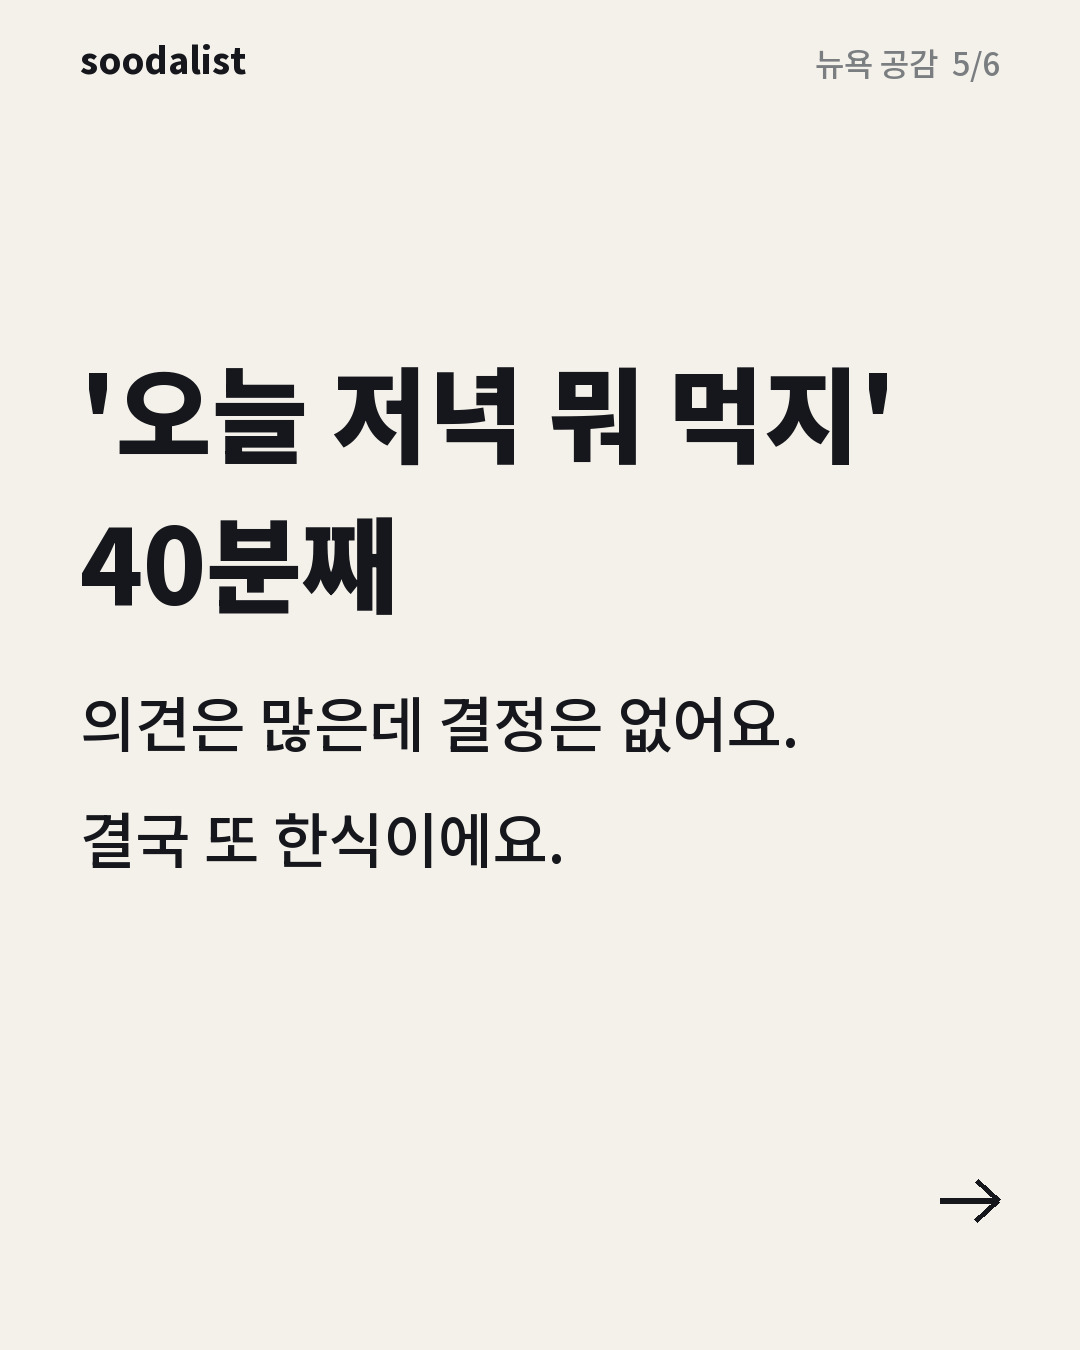 soodalist
뉴욕 공감 5/6
'오늘 저녁 뭐 먹지'
40분째
의견은 많은데 결정은 없어요.
결국 또 한식이에요.